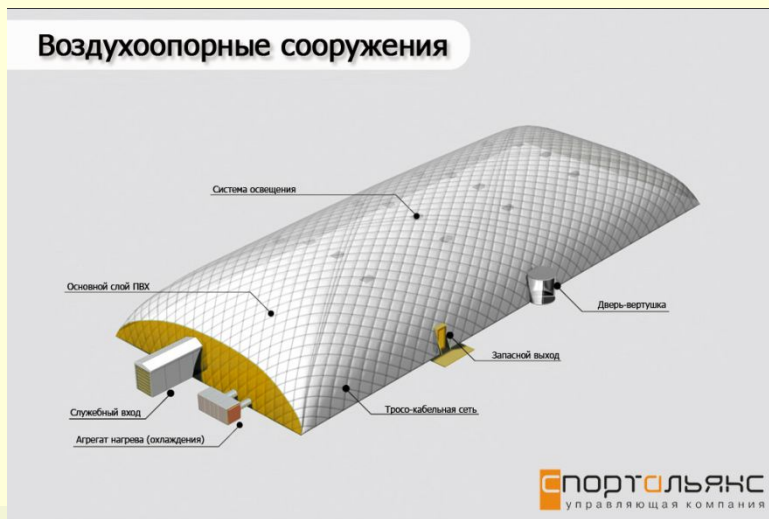 Воздухоопорные сооружения
Система освещения
Основной слой ПВХ
Дверь-вертушка
Запасной выход
Служебный вход
Тросо-кабельная сеть
Агрегат нагрева (охлаждения)
Спортальянс
управляющая компания